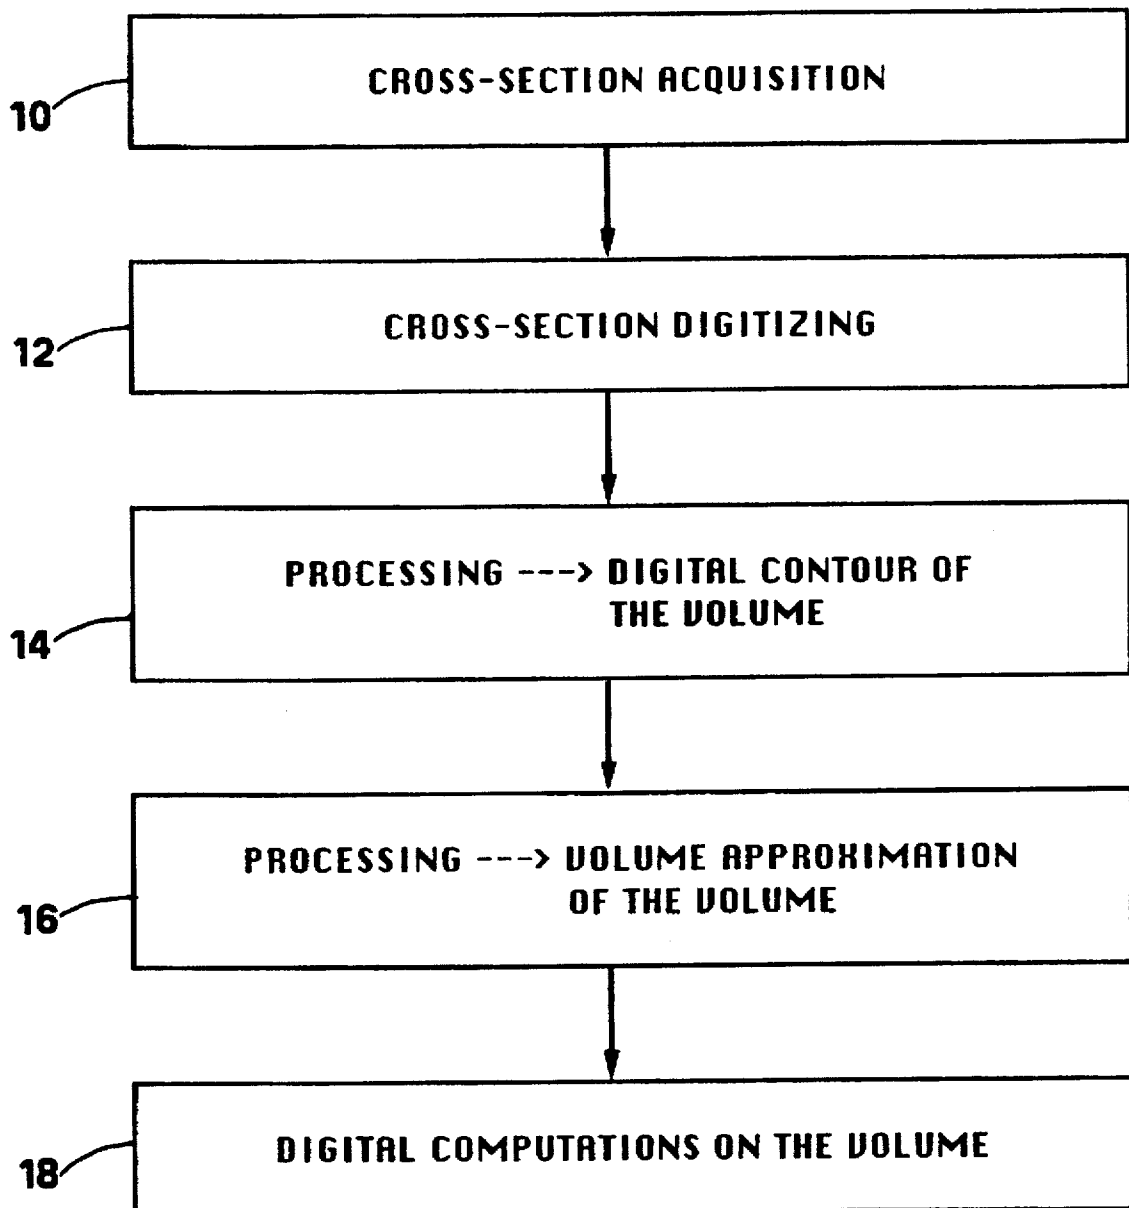 CROSS-SECTION ACQUISITION
10
CROSS-SECTION DIGITIZING
12
PROCESSING ---> DIGITAL CONTOUR OF
THE VOLUME
14
PROCESSING ---> VOLUME APPROXIMATION
OF THE VOLUME
16
DIGITAL COMPUTATIONS ON THE VOLUME
18